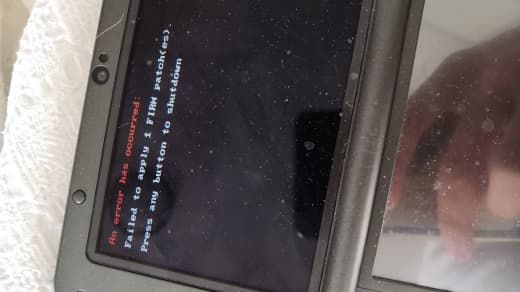 An error has occurred:
Failed to apply 1 FIRM patch(es).
Press any button to shutdown